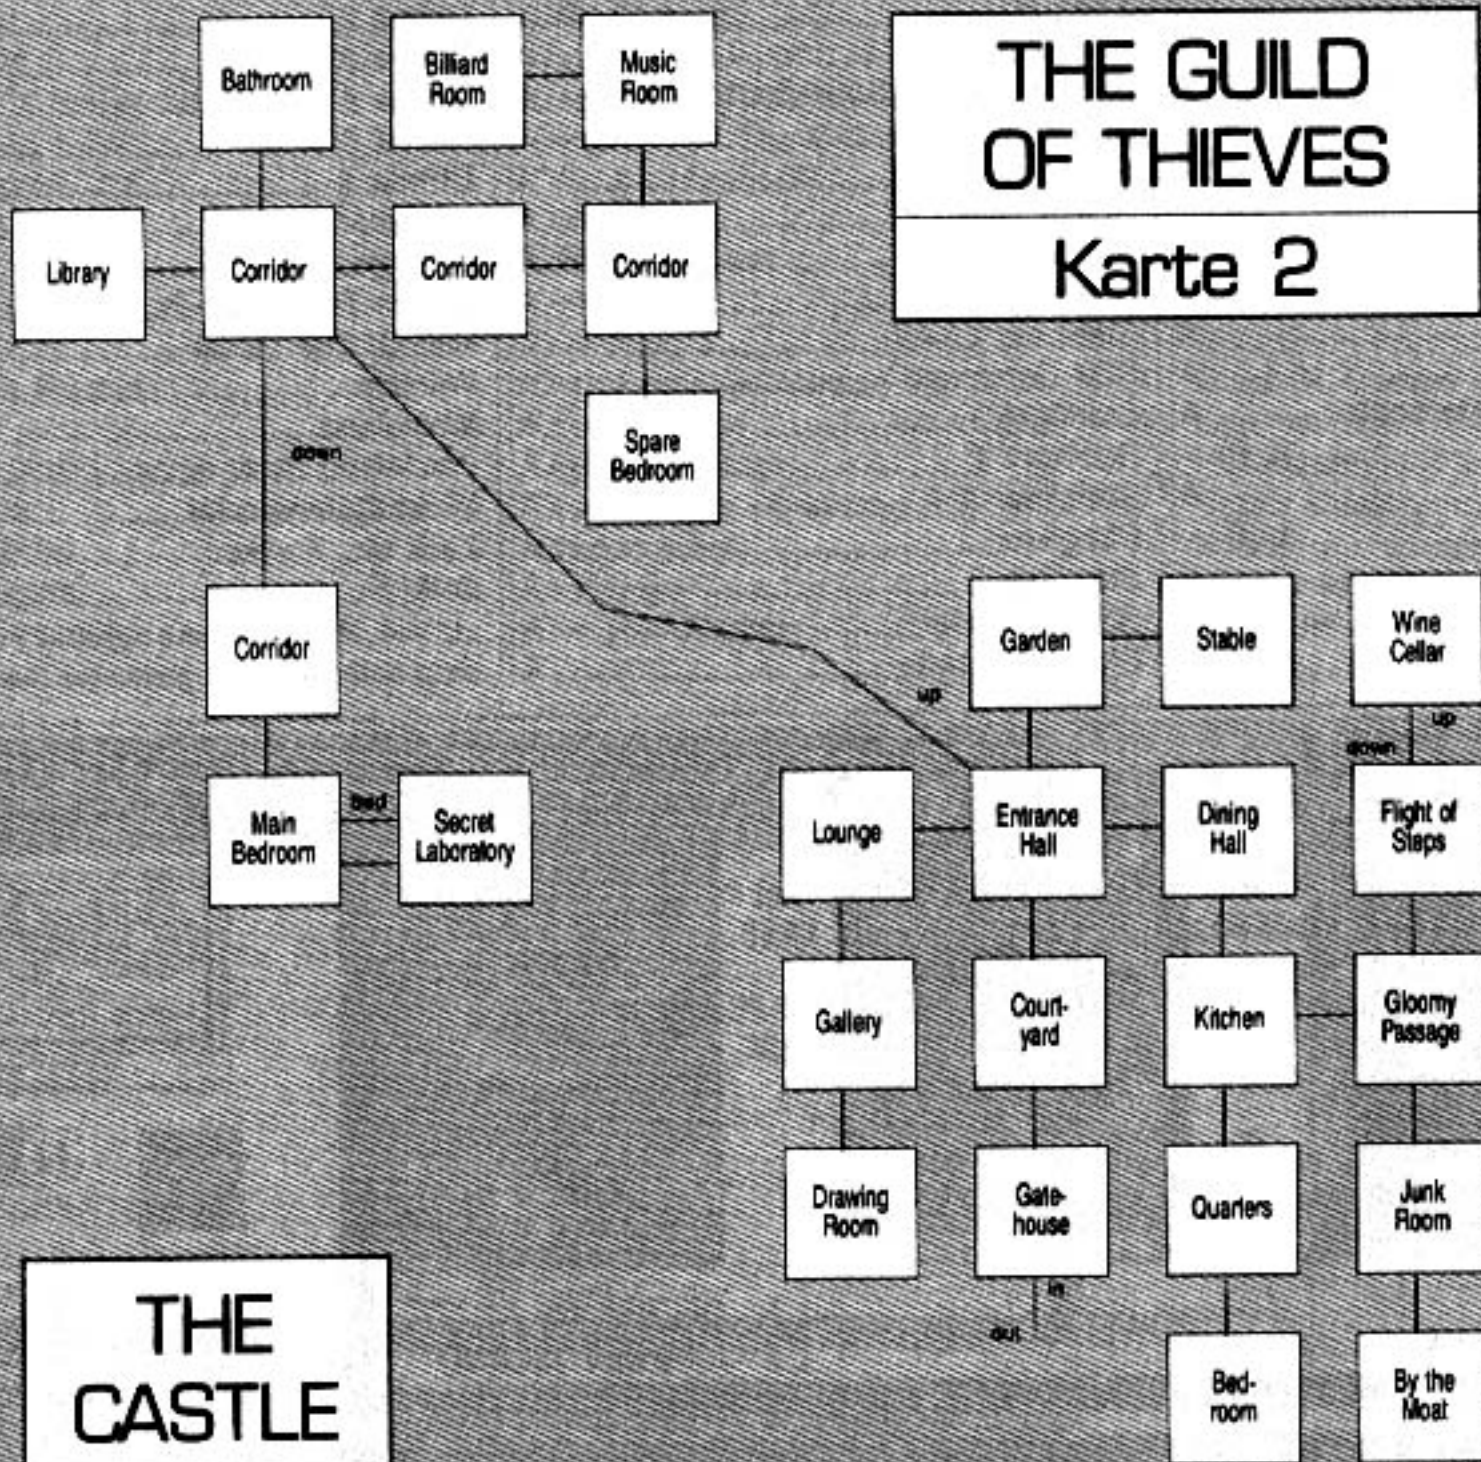 THE GUILD
OF THIEVES
Karte 2
Bathroom
Billiard
Room
Music
Room
Library
Corridor
Corridor
Corridor
down
Spare
Bedroom
Corridor
Garden
Stable
Wine
Cellar
up
up
down
Main
Bedroom
bed
Secret
Laboratory
Lounge
Entrance
Hall
Dining
Hall
Flight of
Steps
Gallery
Court-
yard
Kitchen
Gloomy
Passage
Drawing
Room
Gate-
house
Quarters
Junk
Room
in
out
Bed-
room
By the
Moat
THE
CASTLE